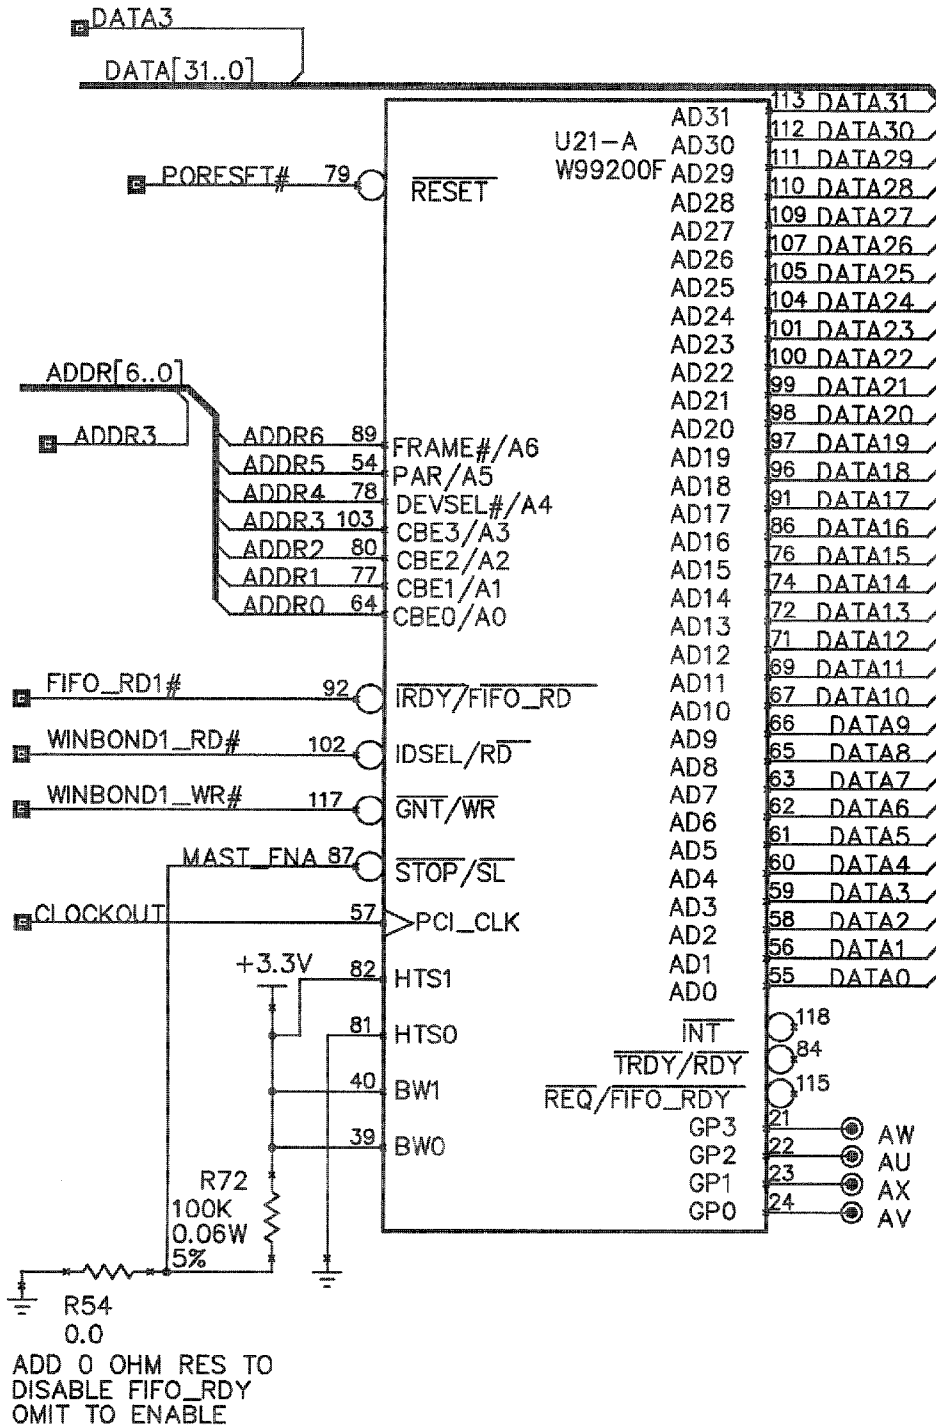 DATA3
DATA[31..0]
U21-A
W99200F
PORESET# 79 RESET
ADDR[6..0]
ADDR3
ADDR6 89 FRAME#/A6
ADDR5 54 PAR/A5
ADDR4 78 DEVSEL#/A4
ADDR3 103 CBE3/A3
ADDR2 80 CBE2/A2
ADDR1 77 CBE1/A1
ADDR0 64 CBE0/A0
FIFO_RD1# 92 IRDY/FIFO_RD
WINBOND1_RD# 102 IDSEL/RD
WINBOND1_WR# 117 GNT/WR
MAST_ENA 87 STOP/SL
CLOCKOUT 57 PCI_CLK
+3.3V
82 HTS1
81 HTS0
40 BW1
39 BW0
R72
100K
0.06W
5%
R54
0.0
ADD 0 OHM RES TO
DISABLE FIFO_RDY
OMIT TO ENABLE
AD31 113 DATA31
AD30 112 DATA30
AD29 111 DATA29
AD28 110 DATA28
AD27 109 DATA27
AD26 107 DATA26
AD25 105 DATA25
AD24 104 DATA24
AD23 101 DATA23
AD22 100 DATA22
AD21 99 DATA21
AD20 98 DATA20
AD19 97 DATA19
AD18 96 DATA18
AD17 91 DATA17
AD16 86 DATA16
AD15 76 DATA15
AD14 74 DATA14
AD13 72 DATA13
AD12 71 DATA12
AD11 69 DATA11
AD10 67 DATA10
AD9 66 DATA9
AD8 65 DATA8
AD7 63 DATA7
AD6 62 DATA6
AD5 61 DATA5
AD4 60 DATA4
AD3 59 DATA3
AD2 58 DATA2
AD1 56 DATA1
AD0 55 DATA0
INT 118
TRDY/RDY 84
REQ/FIFO_RDY 115
GP3 21 AW
GP2 22 AU
GP1 23 AX
GP0 24 AV